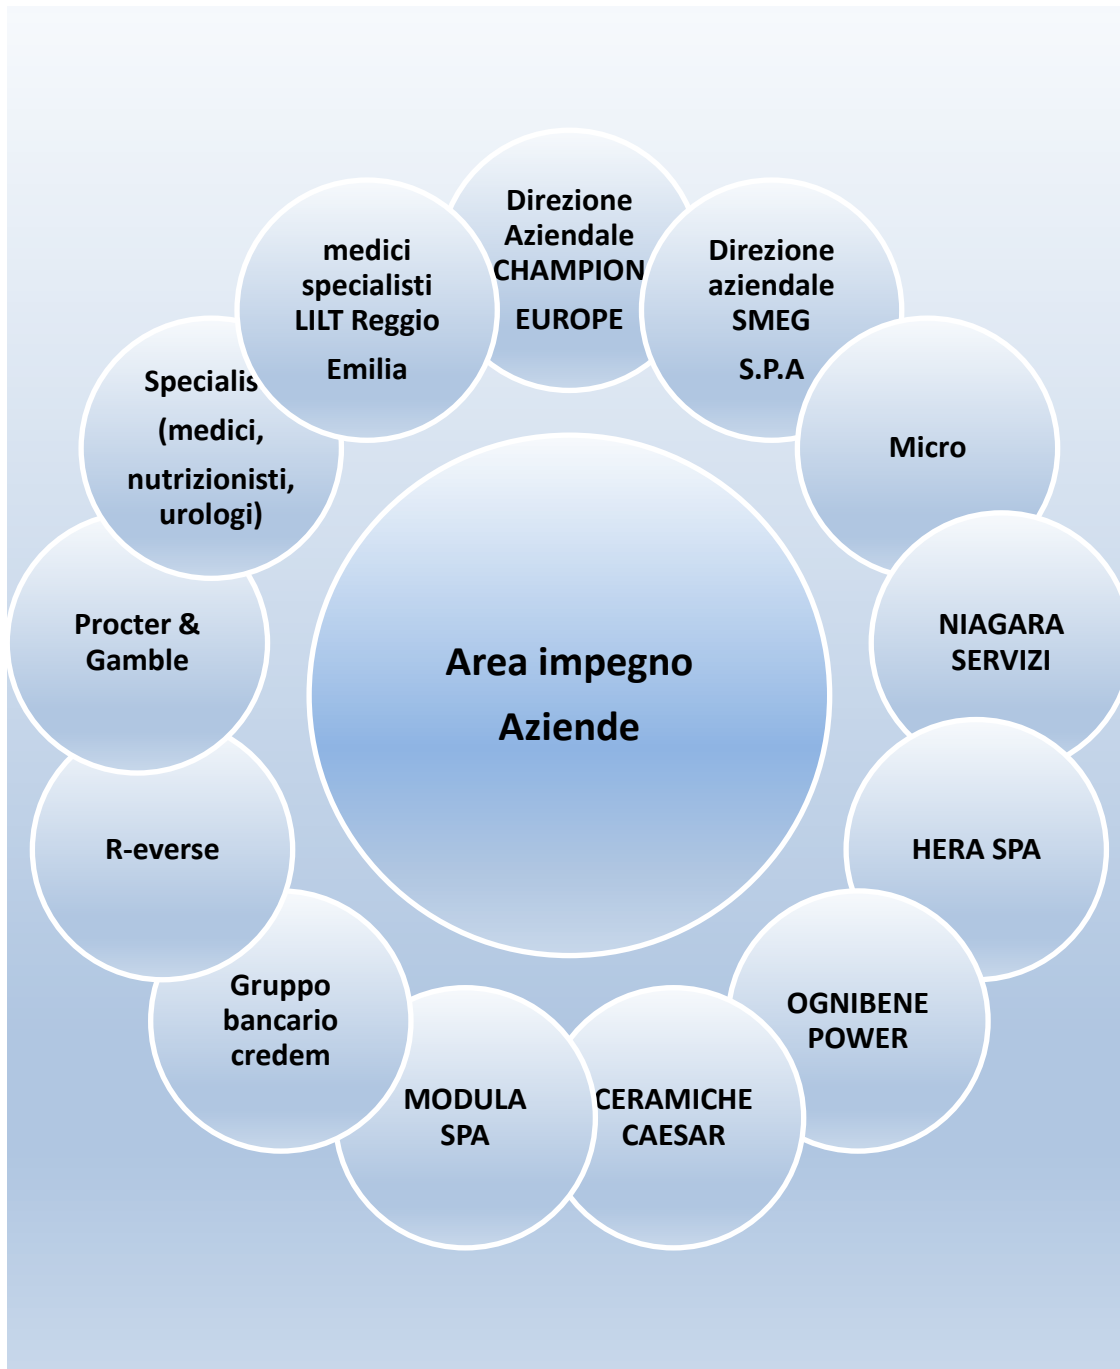 Direzione
Aziendale
CHAMPION
EUROPE
Direzione
aziendale
SMEG
S.P.A
Micro
NIAGARA
SERVIZI
HERA SPA
OGNIBENE
POWER
CERAMICHE
CAESAR
MODULA
SPA
Gruppo
bancario
credem
R-everse
Procter &
Gamble
Specialis
(medici,
nutrizionisti,
urologi)
medici
specialisti
LILT Reggio
Emilia
Area impegno
Aziende